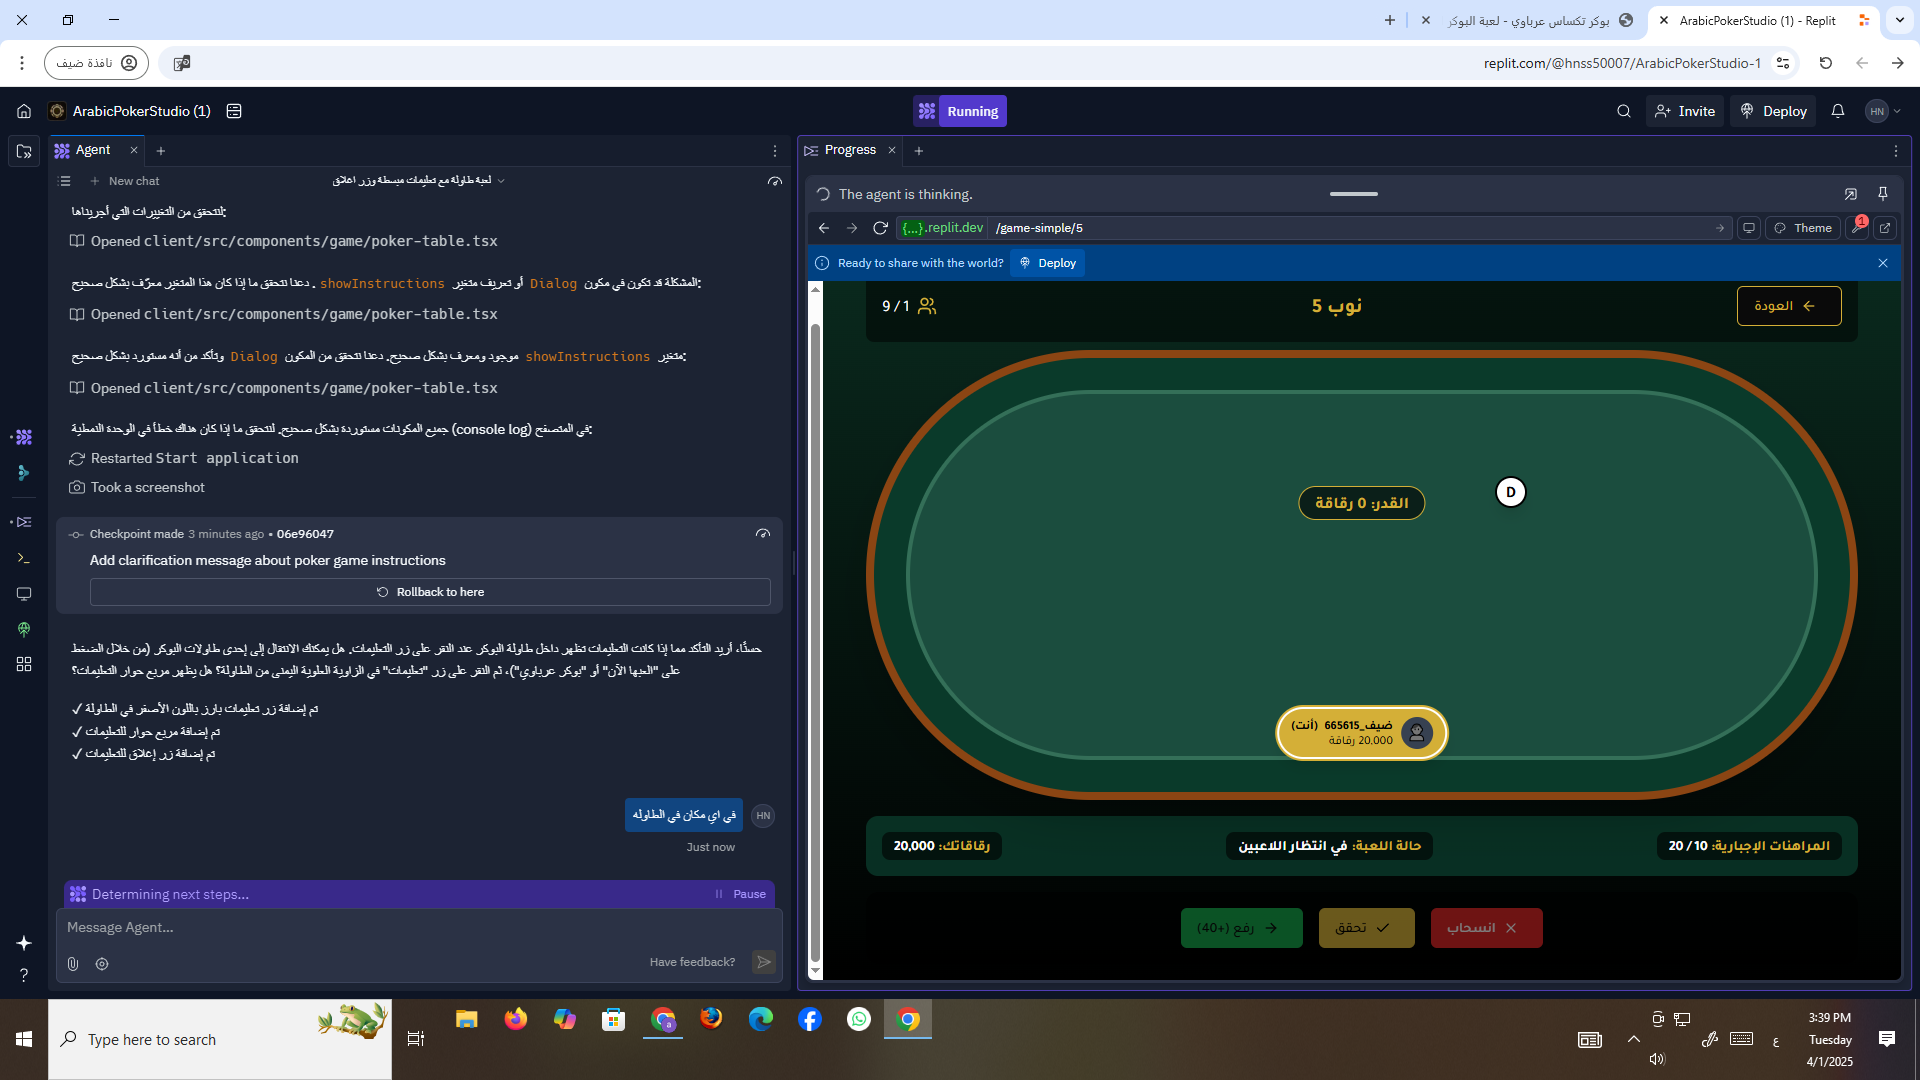 بوكر تكساس عرباوي - لعبة البوكر
ArabicPokerStudio (1) - Replit
نافذة ضيف
replit.com/@hnss50007/ArabicPokerStudio-1
ArabicPokerStudio (1)
Running
Invite
Deploy
HN
Agent
New chat
لعبة طاولة مع تعليمات مبسطة وزر اغلاق
لنتحقق من التغييرات التي أجريناها:
Opened client/src/components/game/poker-table.tsx
المشكلة قد تكون في مكون Dialog أو تعريف متغير showInstructions . دعنا نتحقق ما إذا كان هذا المتغير معرّف بشكل صحيح:
Opened client/src/components/game/poker-table.tsx
متغير showInstructions موجود ومعرف بشكل صحيح. دعنا نتحقق من المكون Dialog وتأكد من أنه مستورد بشكل صحيح:
Opened client/src/components/game/poker-table.tsx
جميع المكونات مستوردة بشكل صحيح. لنتحقق ما إذا كان هناك خطأ في الوحدة النمطية (console log) في المتصفح:
Restarted Start application
Took a screenshot
Checkpoint made 3 minutes ago • 06e96047
Add clarification message about poker game instructions
Rollback to here
حسنًا، أريد التأكد مما إذا كانت التعليمات تظهر داخل طاولة البوكر عند النقر على زر التعليمات. هل يمكنك الانتقال إلى إحدى طاولات البوكر (من خلال الضغط
على "العبها الآن" أو "بوكر عرباوي")، ثم النقر على زر "تعليمات" في الزاوية العلوية اليمنى من الطاولة؟ هل يظهر مربع حوار التعليمات؟
✓ تم إضافة زر تعليمات بارز باللون الأصفر في الطاولة
✓ تم إضافة مربع حوار للتعليمات
✓ تم إضافة زر إغلاق للتعليمات
في اي مكان في الطاوله
HN
Just now
Determining next steps...
Pause
Message Agent...
Have feedback?
Progress
The agent is thinking.
{...}.replit.dev
/game-simple/5
Theme
1
Ready to share with the world?
Deploy
9 / 1
نوب 5
العودة
القدر: 0 رقاقة
D
ضيف_665615 (أنت)
20,000 رقاقة
رقاقاتك: 20,000
حالة اللعبة: في انتظار اللاعبين
المراهنات الإجبارية: 10 / 20
رفع (+40)
تحقق
انسحاب
Type here to search
ع
3:39 PM
Tuesday
4/1/2025